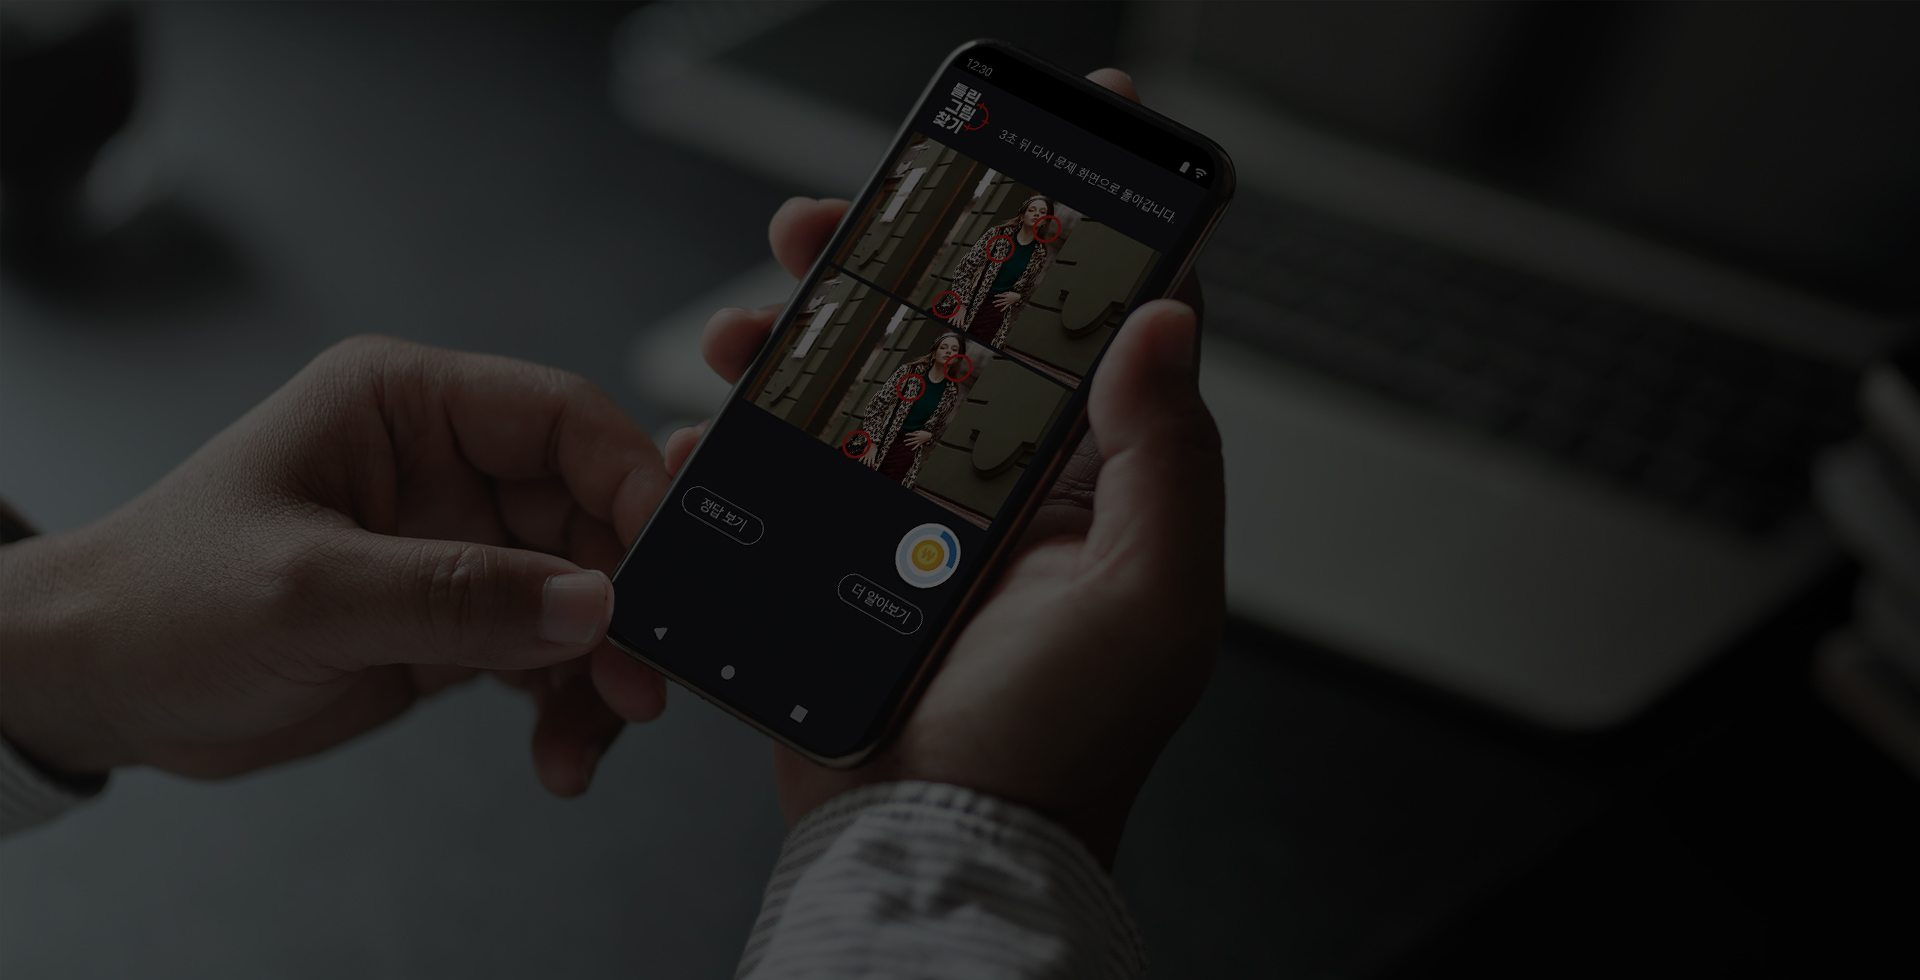 12:30
틀린
그림
찾기
3초 뒤 다시 문제 화면으로 돌아갑니다.
정답 보기
₩
더 알아보기